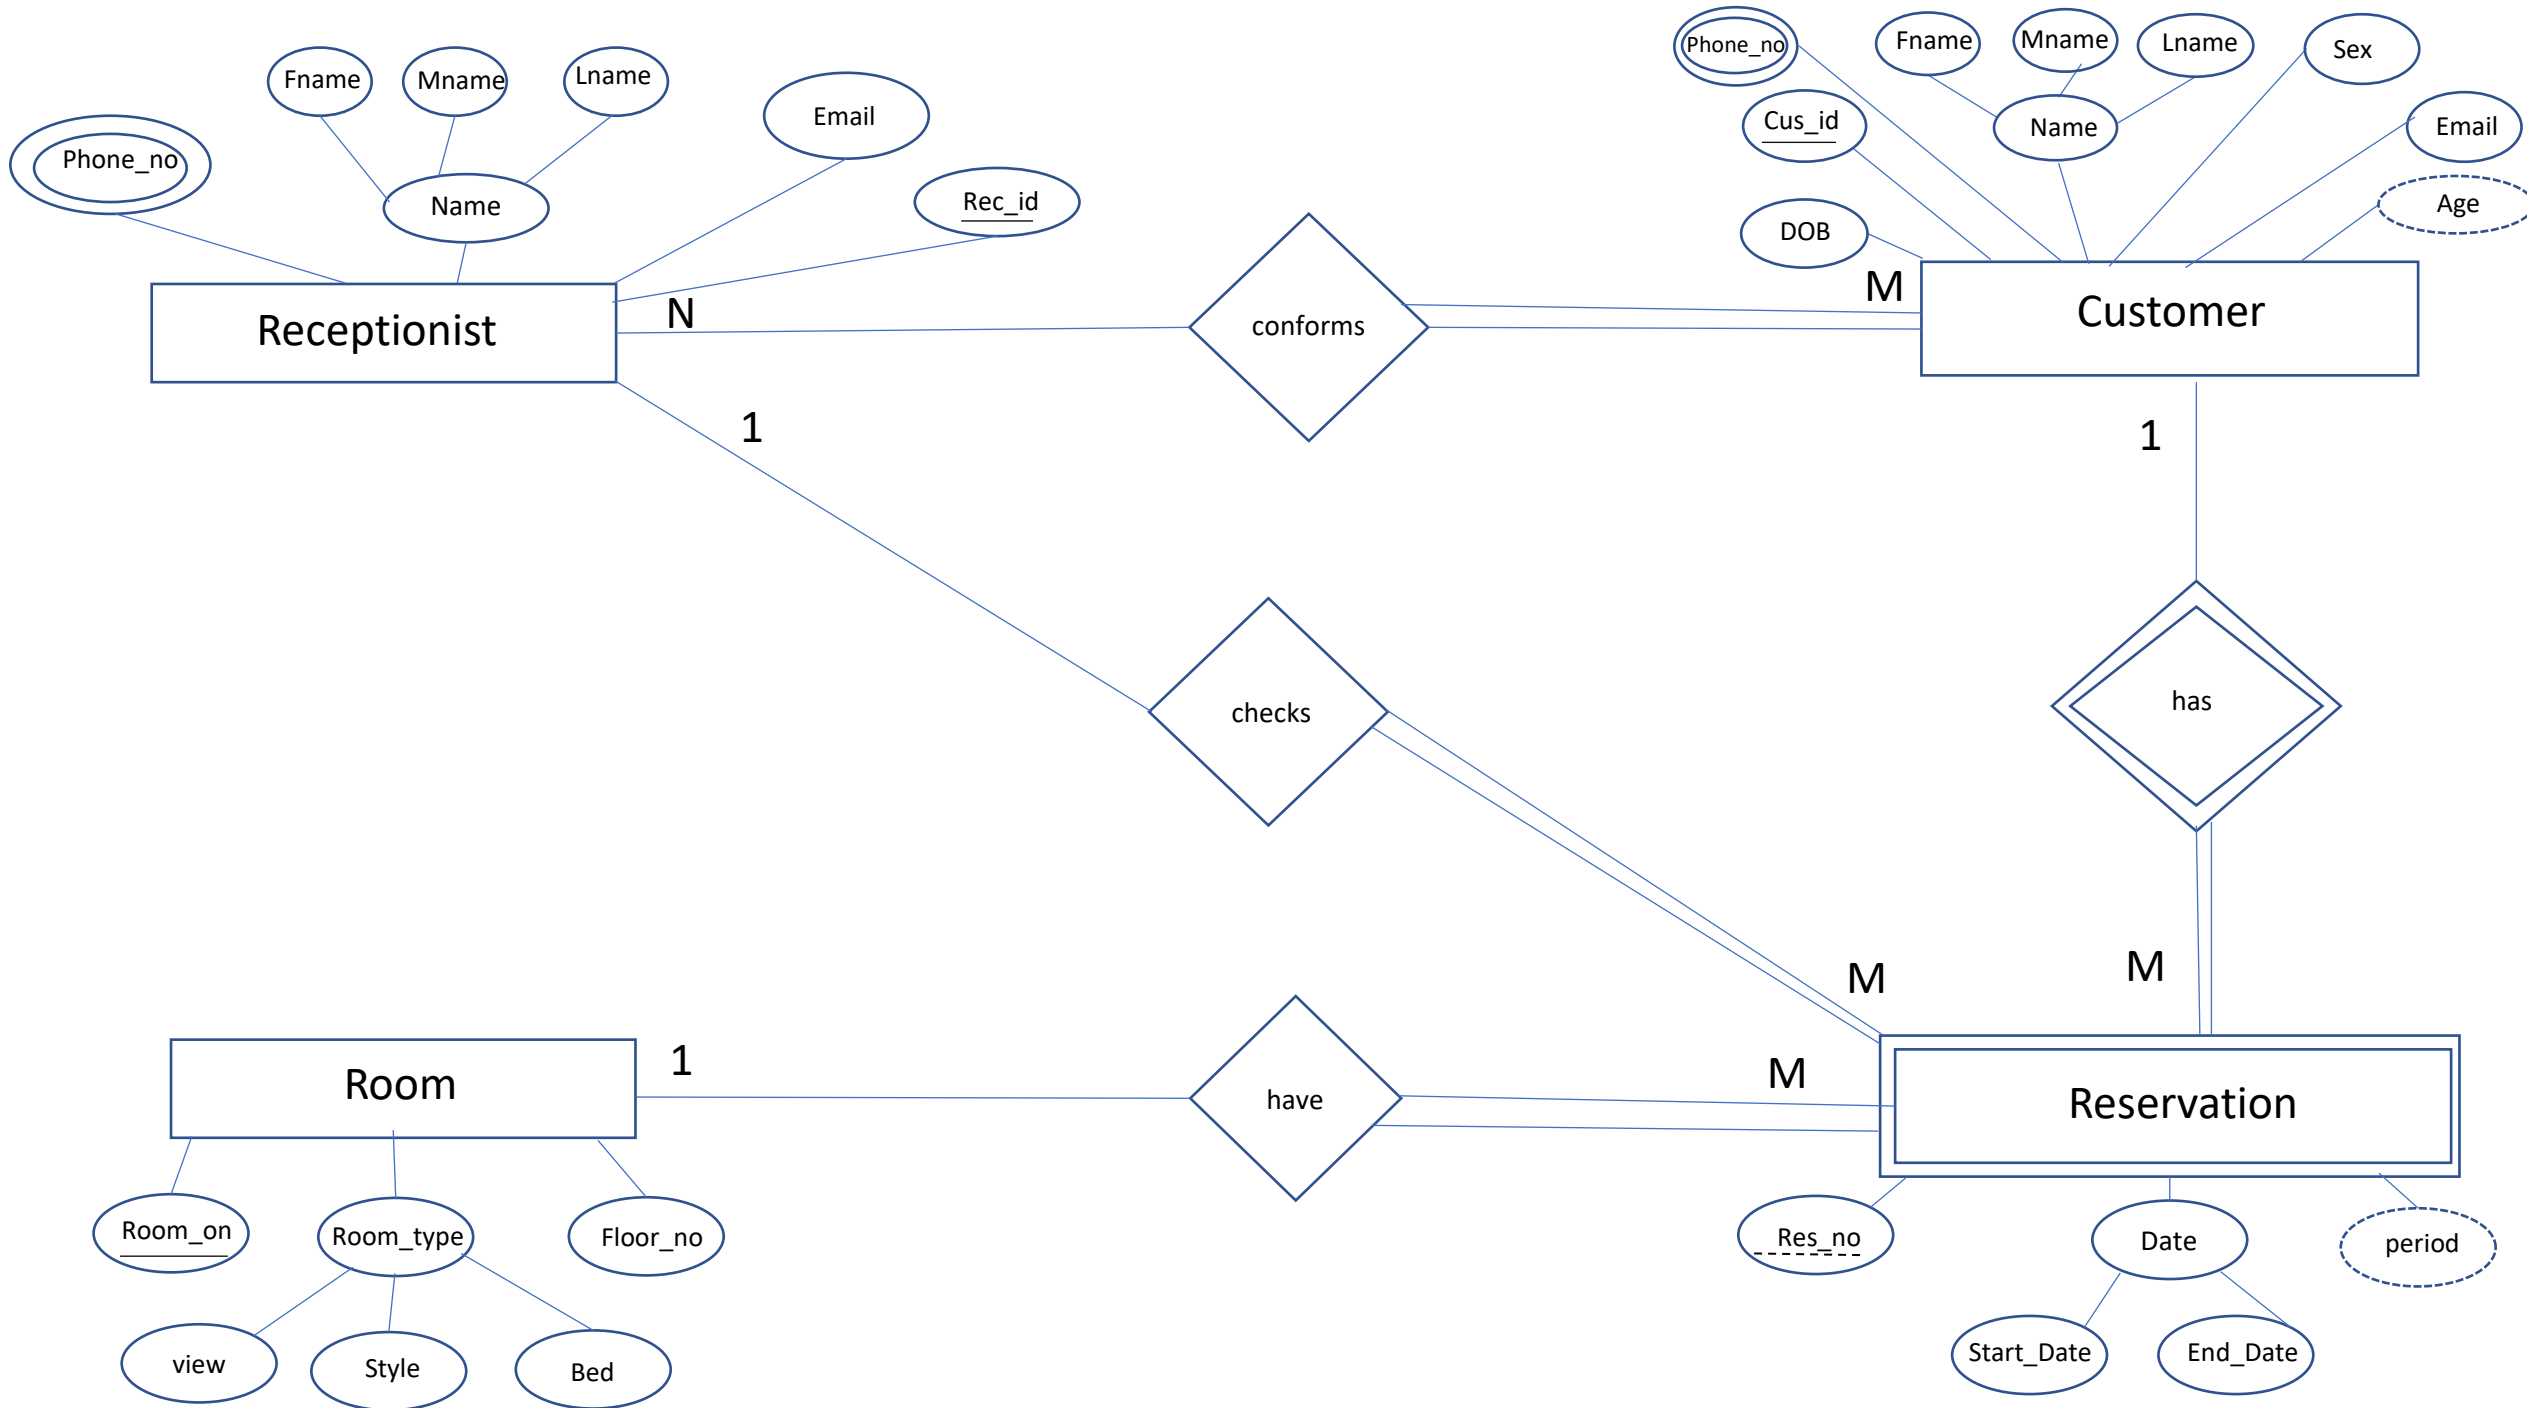 Phone_no
Fname
Mname
Lname
Name
Email
Rec_id
Receptionist
N
conforms
M
Phone_no
Fname
Mname
Lname
Sex
Cus_id
Name
Email
DOB
Age
Customer
1
1
checks
has
M
M
Room
1
have
M
Reservation
Room_on
Room_type
Floor_no
view
Style
Bed
Res_no
Date
period
Start_Date
End_Date